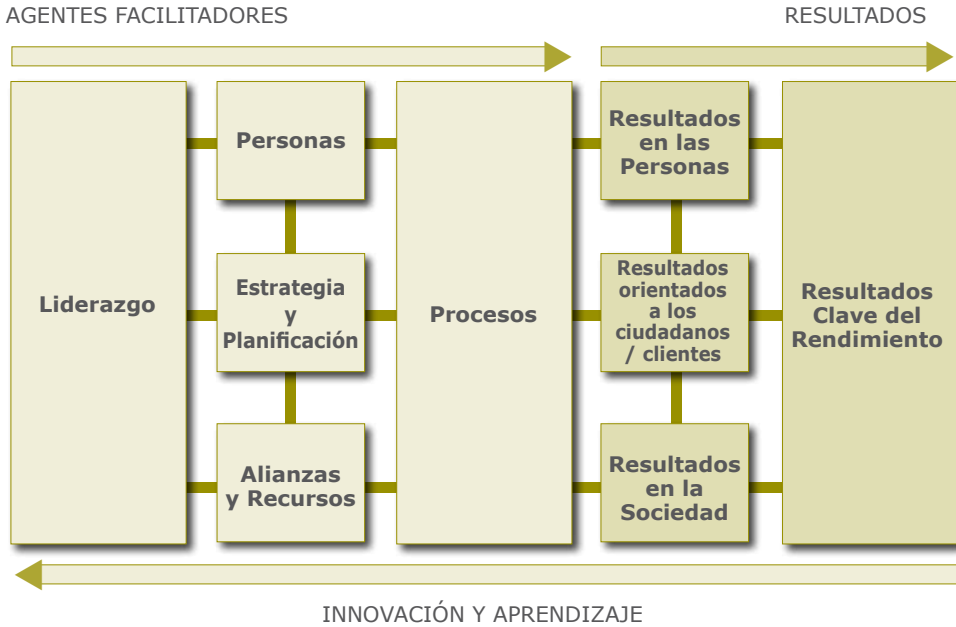 AGENTES FACILITADORES
RESULTADOS
Liderazgo
Personas
Estrategia
y
Planificación
Alianzas
y Recursos
Procesos
Resultados
en las
Personas
Resultados
orientados
a los
ciudadanos
/ clientes
Resultados
en la
Sociedad
Resultados
Clave del
Rendimiento
INNOVACIÓN Y APRENDIZAJE